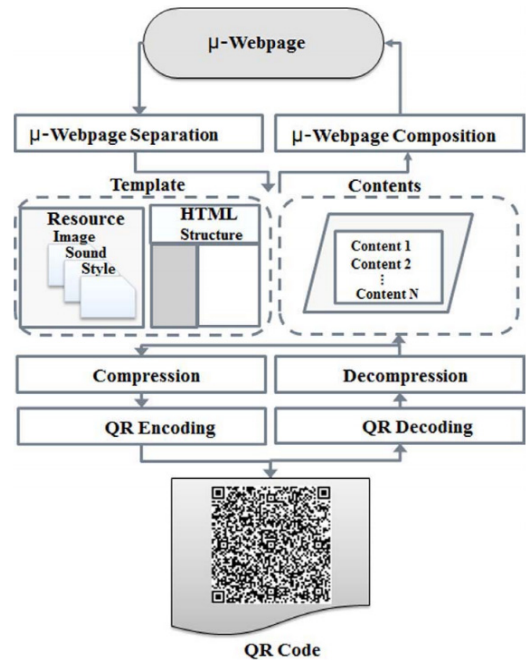 μ-Webpage
μ-Webpage Separation
μ-Webpage Composition
Template
Contents
Resource
Image
Sound
Style
HTML
Structure
Content 1
Content 2
⋮
Content N
Compression
Decompression
QR Encoding
QR Decoding
QR Code